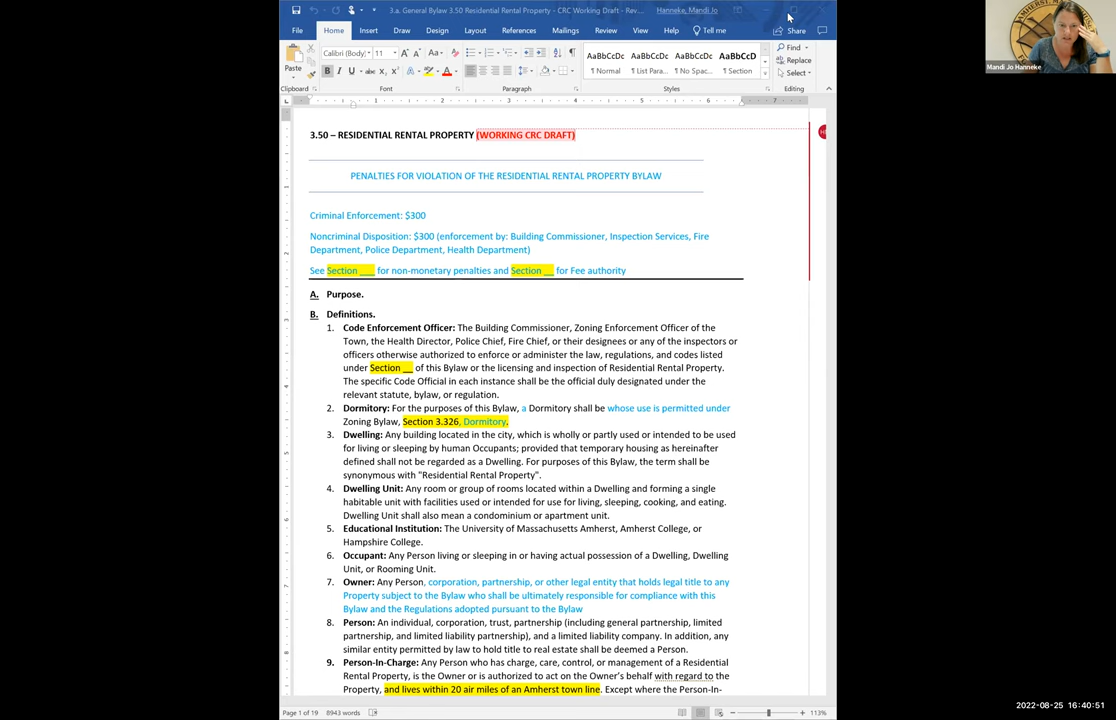 3.a. General Bylaw 3.50 Residential Rental Property - CRC Working Draft - Rev... Hanneke, Mandi Jo
File Home Insert Draw Design Layout References Mailings Review View Help Tell me Share
Paste
Calibri (Body) 11
AaBbCcDc AaBbCcDc AaBbCcDc AaBbCcD
¶ Normal ¶ List Para... ¶ No Spac... ¶ Section
Find
Replace
Select
Clipboard Font Paragraph Styles Editing
3.50 – RESIDENTIAL RENTAL PROPERTY (WORKING CRC DRAFT)
PENALTIES FOR VIOLATION OF THE RESIDENTIAL RENTAL PROPERTY BYLAW
Criminal Enforcement: $300
Noncriminal Disposition: $300 (enforcement by: Building Commissioner, Inspection Services, Fire
Department, Police Department, Health Department)
See Section ___ for non-monetary penalties and Section __ for Fee authority
A. Purpose.
B. Definitions.
1. Code Enforcement Officer: The Building Commissioner, Zoning Enforcement Officer of the
Town, the Health Director, Police Chief, Fire Chief, or their designees or any of the inspectors or
officers otherwise authorized to enforce or administer the law, regulations, and codes listed
under Section __ of this Bylaw or the licensing and inspection of Residential Rental Property.
The specific Code Official in each instance shall be the official duly designated under the
relevant statute, bylaw, or regulation.
2. Dormitory: For the purposes of this Bylaw, a Dormitory shall be whose use is permitted under
Zoning Bylaw, Section 3.326, Dormitory.
3. Dwelling: Any building located in the city, which is wholly or partly used or intended to be used
for living or sleeping by human Occupants; provided that temporary housing as hereinafter
defined shall not be regarded as a Dwelling. For purposes of this Bylaw, the term shall be
synonymous with "Residential Rental Property".
4. Dwelling Unit: Any room or group of rooms located within a Dwelling and forming a single
habitable unit with facilities used or intended for use for living, sleeping, cooking, and eating.
Dwelling Unit shall also mean a condominium or apartment unit.
5. Educational Institution: The University of Massachusetts Amherst, Amherst College, or
Hampshire College.
6. Occupant: Any Person living or sleeping in or having actual possession of a Dwelling, Dwelling
Unit, or Rooming Unit.
7. Owner: Any Person, corporation, partnership, or other legal entity that holds legal title to any
Property subject to the Bylaw who shall be ultimately responsible for compliance with this
Bylaw and the Regulations adopted pursuant to the Bylaw
8. Person: An individual, corporation, trust, partnership (including general partnership, limited
partnership, and limited liability partnership), and a limited liability company. In addition, any
similar entity permitted by law to hold title to real estate shall be deemed a Person.
9. Person-In-Charge: Any Person who has charge, care, control, or management of a Residential
Rental Property, is the Owner or is authorized to act on the Owner's behalf with regard to the
Property, and lives within 20 air miles of an Amherst town line. Except where the Person-In-
Page 1 of 19 8943 words 113%
Mandi Jo Hanneke
2022-08-25 16:40:51